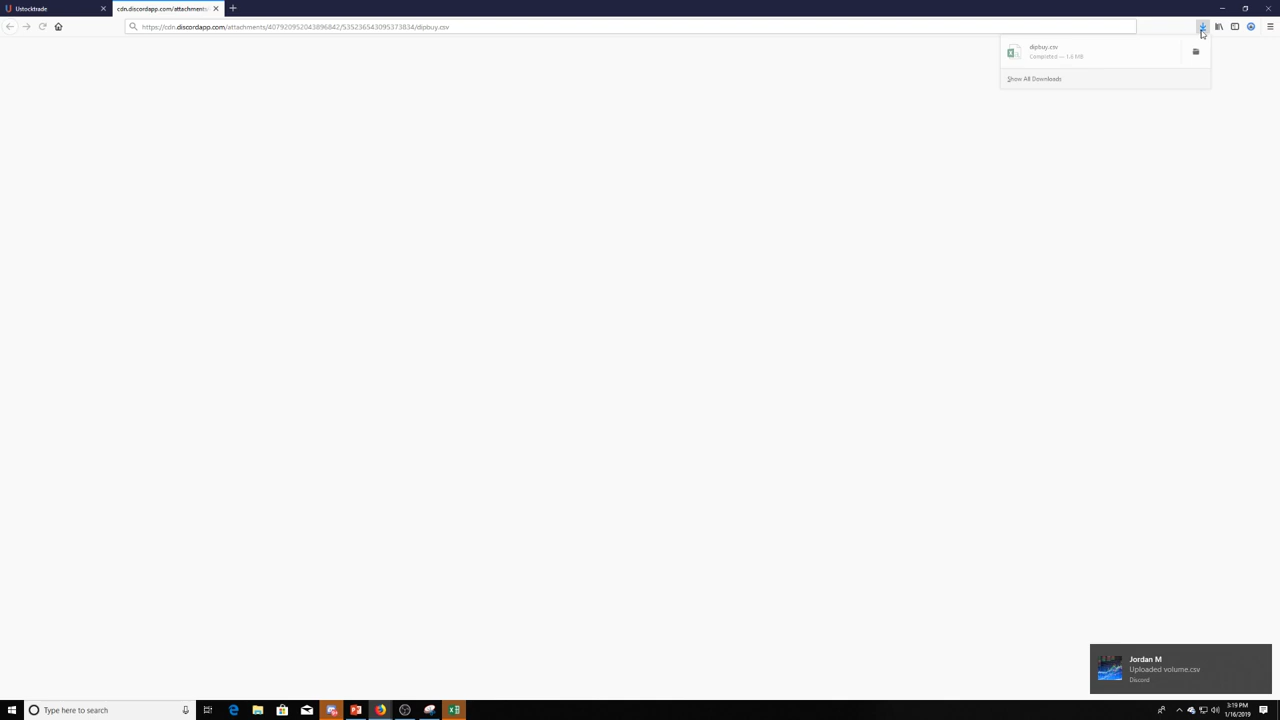 Ustocktrade
cdn.discordapp.com/attachments
https://cdn.discordapp.com/attachments/407920952043896842/535236543095373834/dipbuy.csv
dipbuy.csv
Completed — 1.6 MB
Show All Downloads
Jordan M
Uploaded volume.csv
Discord
Type here to search
3:19 PM
1/16/2019